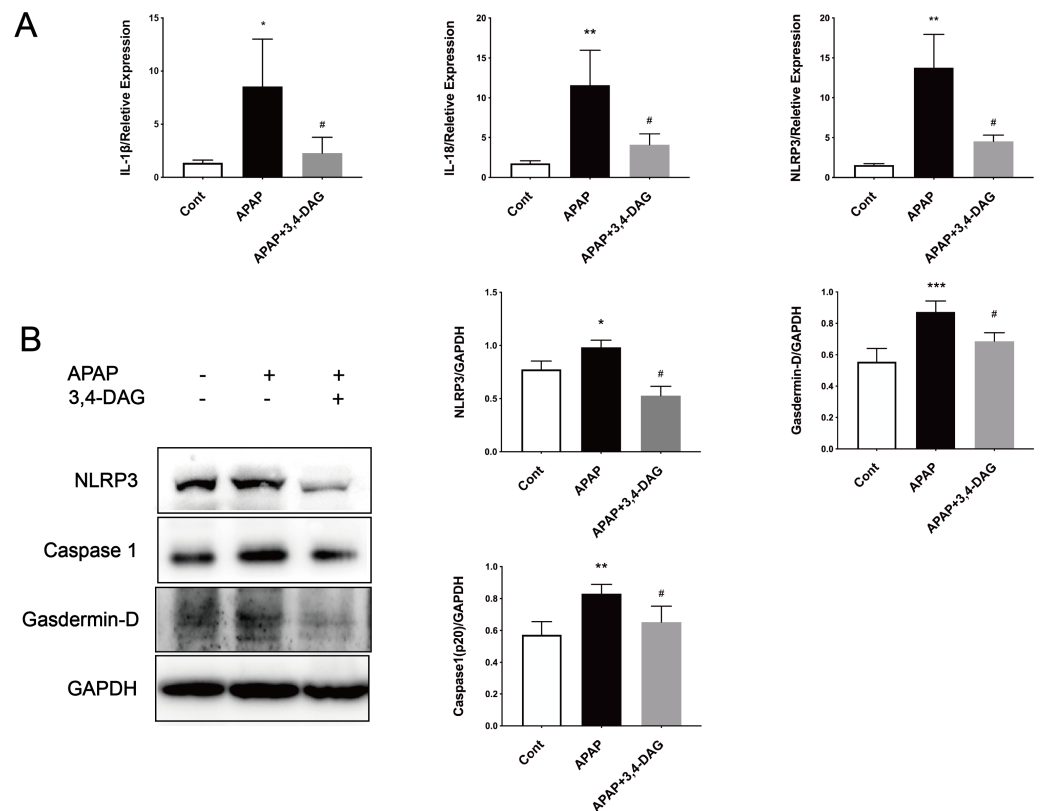 A
IL-1β/Reletive Expression
15
10
5
0
*
#
Cont
APAP
APAP+3,4-DAG
IL-18/Reletive Expression
20
15
10
5
0
**
#
Cont
APAP
APAP+3,4-DAG
NLRP3/Reletive Expression
20
15
10
5
0
**
#
Cont
APAP
APAP+3,4-DAG
B
APAP - + +
3,4-DAG - - +
NLRP3
Caspase 1
Gasdermin-D
GAPDH
NLRP3/GAPDH
1.5
1.0
0.5
0.0
*
#
Cont
APAP
APAP+3,4-DAG
Gasdermin-D/GAPDH
1.0
0.8
0.6
0.4
0.2
0.0
***
#
Cont
APAP
APAP+3,4-DAG
Caspase1(p20)/GAPDH
1.0
0.8
0.6
0.4
0.2
0.0
**
#
Cont
APAP
APAP+3,4-DAG